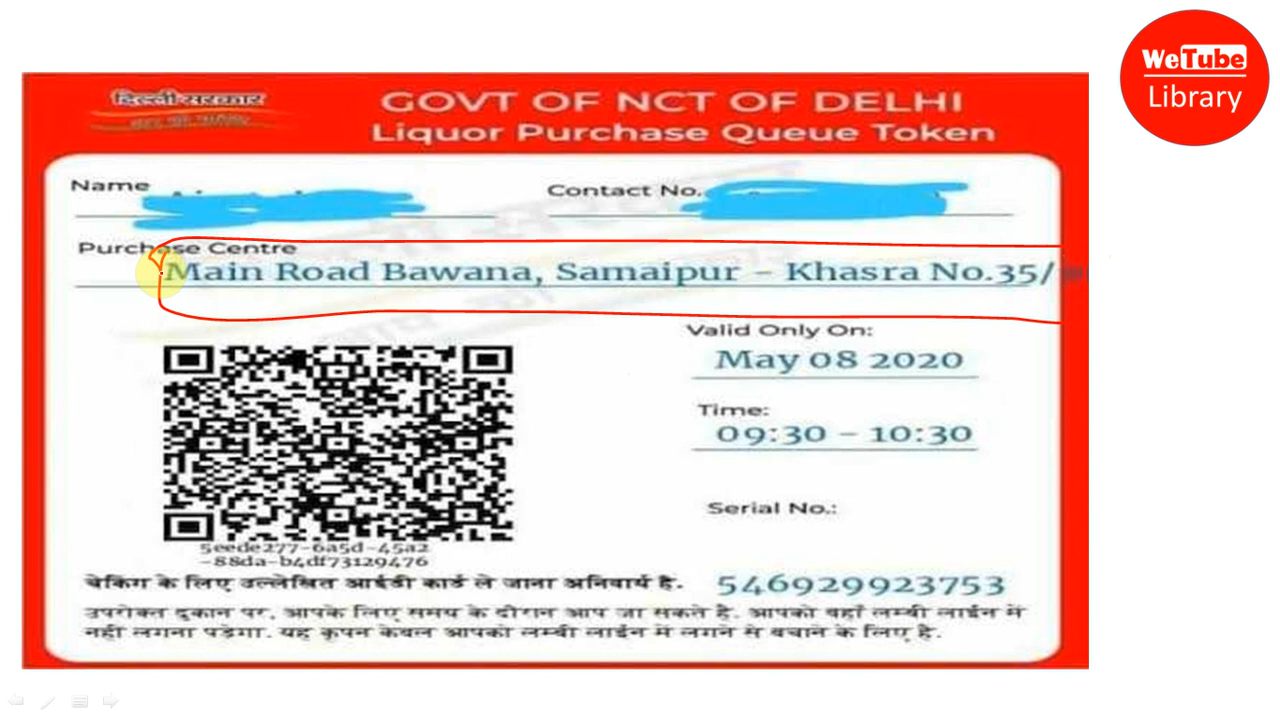 WeTube
Library
दिल्ली सरकार
GOVT OF NCT OF DELHI
Liquor Purchase Queue Token
Name
Contact No.
Purchase Centre
Main Road Bawana, Samaipur - Khasra No.35/
Valid Only On:
May 08 2020
Time:
09:30 - 10:30
Serial No.:
5eede277-6a5d-45a2
-88da-b4df73129476
चेकिंग के लिए उल्लेखित आईडी कार्ड ले जाना अनिवार्य है.
546929923753
उपरोक्त दुकान पर, आपके लिए समय के दौरान आप जा सकते है. आपको वहाँ लम्बी लाईन में
नहीं लगना पड़ेगा. यह कूपन केवल आपको लम्बी लाईन में लगने से बचाने के लिए है.